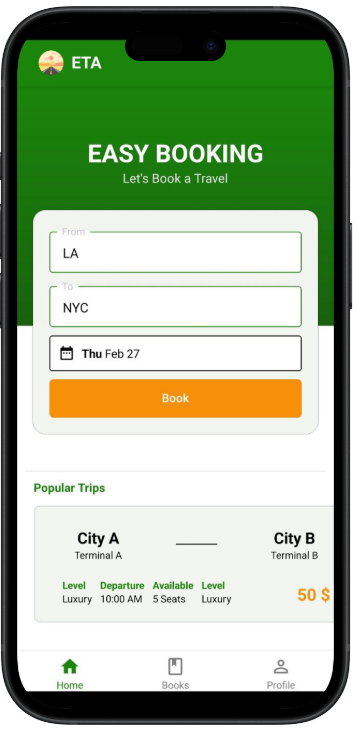 ETA
EASY BOOKING
Let's Book a Travel
From
LA
To
NYC
Thu Feb 27
Book
Popular Trips
City A City B
Terminal A Terminal B
Level Departure Available Level
Luxury 10:00 AM 5 Seats Luxury
50 $
Home Books Profile